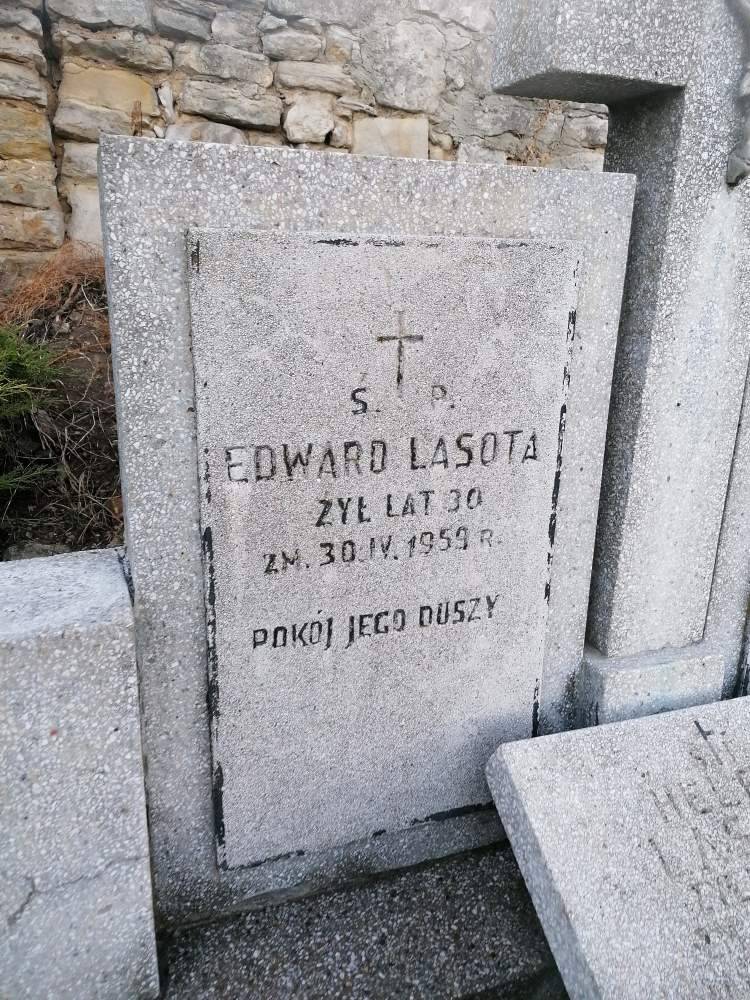 Ś. P.
EDWARD LASOTA
ŻYŁ LAT 30
ZM. 30.IV.1959 R.
POKÓJ JEGO DUSZY